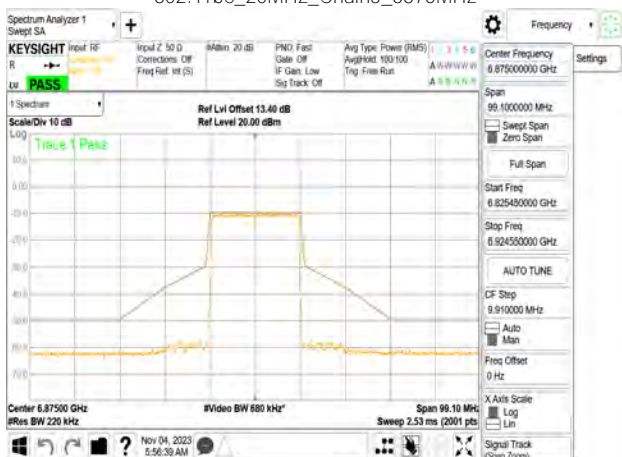 Spectrum Analyzer 1
Swept SA
+
Frequency
KEYSIGHT Input: RF
R
LU PASS
Input Z: 50 Ω
Corrections: Off
Freq Ref: Int (S)
#Atten: 20 dB
PNO: Fast
Gate: Off
IF Gain: Low
Sig Track: Off
Avg Type: Power (RMS)
Avg|Hold: 100/100
Trig: Free Run
1 Spectrum
Scale/Div 10 dB
Ref Lvl Offset 13.40 dB
Ref Level 20.00 dBm
Log
Trace 1 Pass
Center 6.87500 GHz
#Res BW 220 kHz
#Video BW 680 kHz*
Span 99.10 MHz
Sweep 2.53 ms (2001 pts
Nov 04, 2023
5:56:39 AM
?
Center Frequency
6.875000000 GHz
Settings
Span
99.1000000 MHz
Swept Span
Zero Span
Full Span
Start Freq
6.825450000 GHz
Stop Freq
6.924550000 GHz
AUTO TUNE
CF Step
9.910000 MHz
Auto
Man
Freq Offset
0 Hz
X Axis Scale
Log
Lin
Signal Track
(Span Zoom)